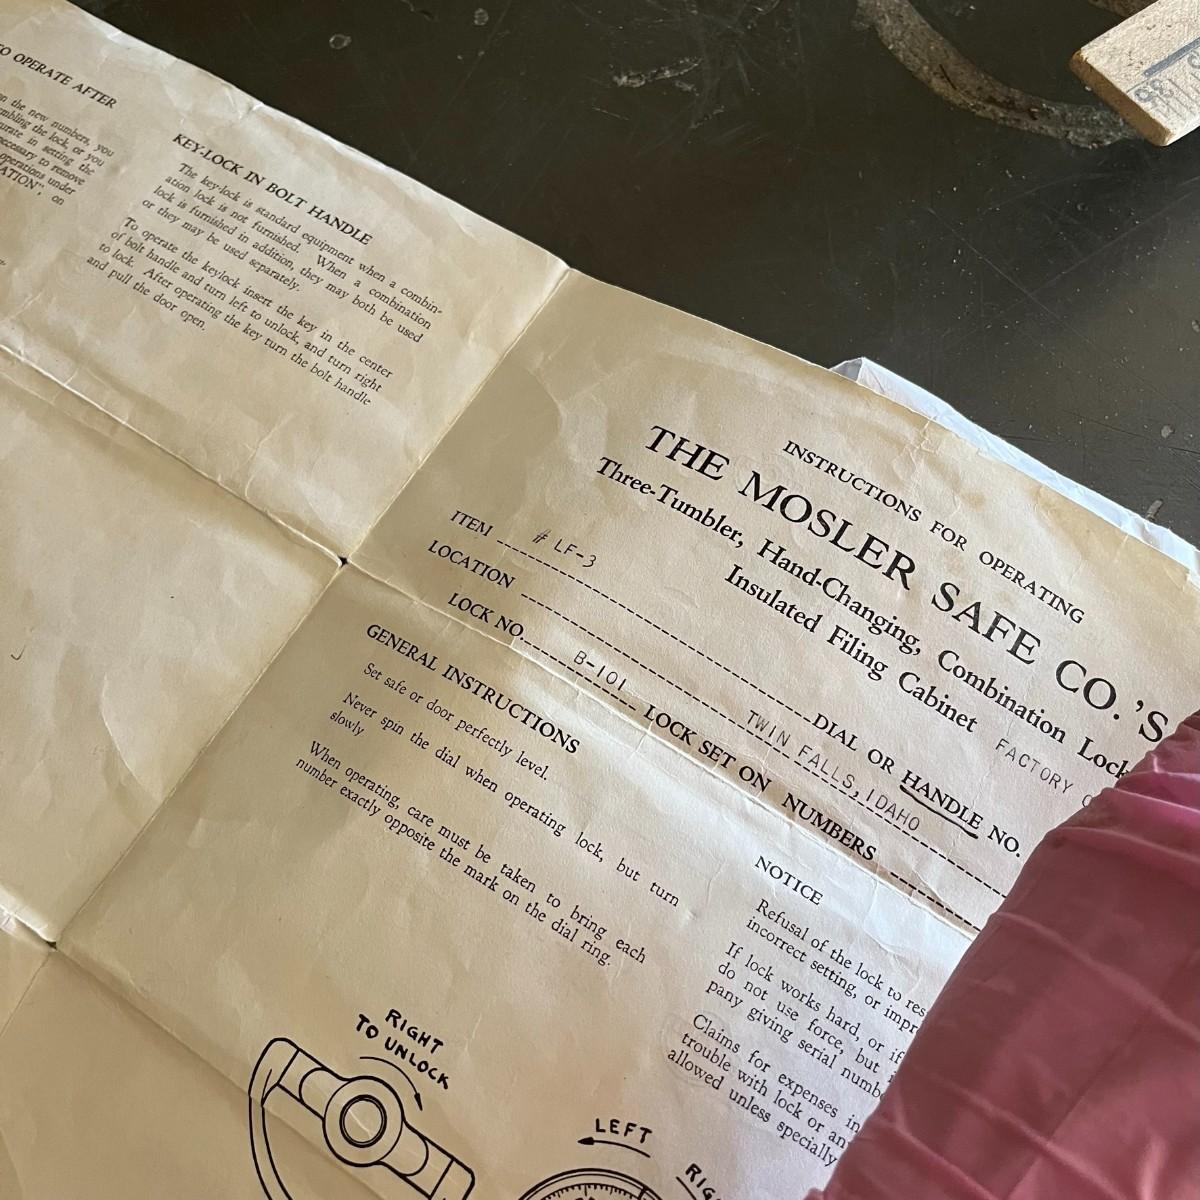 TO OPERATE AFTER
on the new numbers, you
mbling the lock, or you
urate in setting the
necessary to remove
operations under
ATION", on
KEY-LOCK IN BOLT HANDLE
The key-lock is standard equipment when a combin-
ation lock is not furnished. When a combination
lock is furnished in addition, they may both be used
or they may be used separately.
To operate the keylock insert the key in the center
of bolt handle and turn left to unlock, and turn right
to lock. After operating the key turn the bolt handle
and pull the door open.
INSTRUCTIONS FOR OPERATING
THE MOSLER SAFE CO.'S
Three-Tumbler, Hand-Changing, Combination Lock
Insulated Filing Cabinet
FACTORY
ITEM # LF-3 DIAL OR HANDLE NO.
LOCATION TWIN FALLS, IDAHO
LOCK NO. B-101 LOCK SET ON NUMBERS
GENERAL INSTRUCTIONS
Set safe or door perfectly level.
Never spin the dial when operating lock, but turn
slowly
When operating, care must be taken to bring each
number exactly opposite the mark on the dial ring.
NOTICE
Refusal of the lock to res
incorrect setting, or impr
If lock works hard, or if
do not use force, but
pany giving serial numbe
Claims for expenses in
trouble with lock or an
allowed unless specially
RIGHT
TO UNLOCK
LEFT
RIG